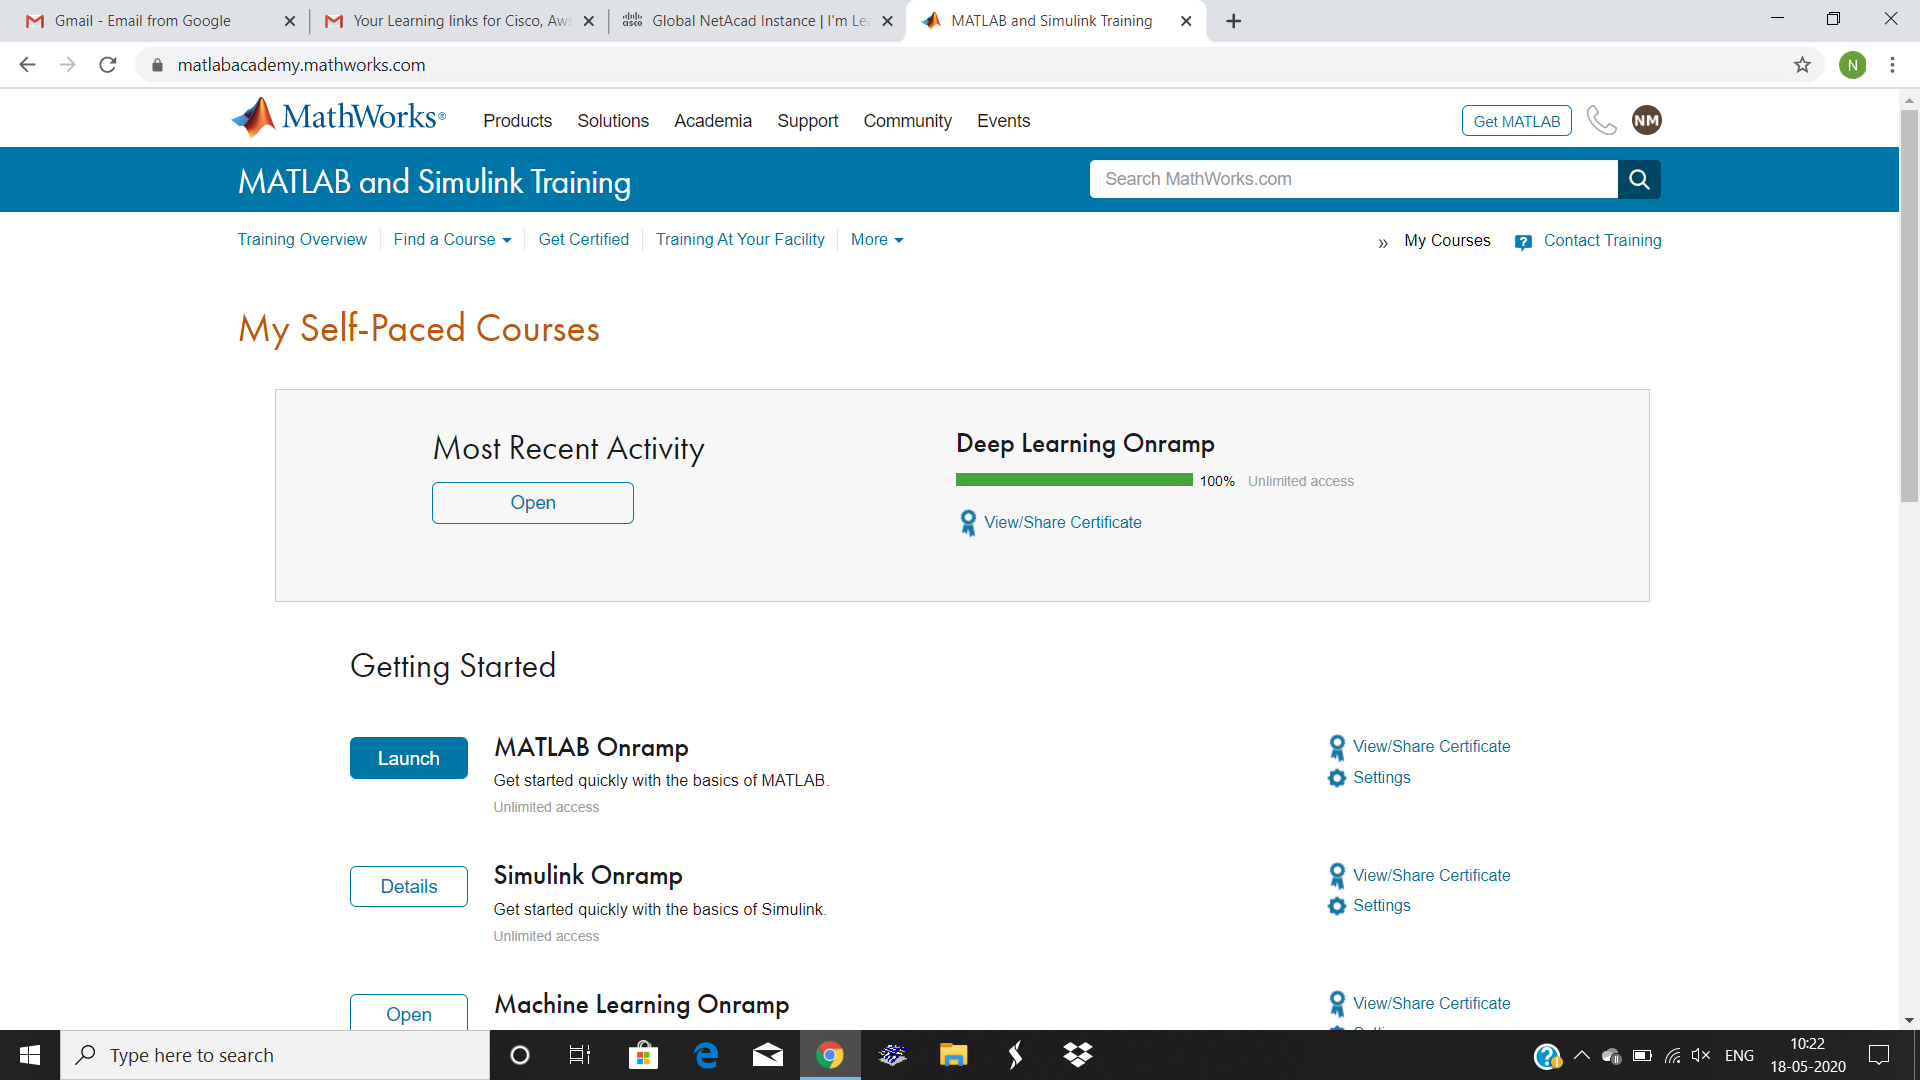 Gmail - Email from Google
Your Learning links for Cisco, Aws
Global NetAcad Instance | I'm Lea
MATLAB and Simulink Training
matlabacademy.mathworks.com
N
MathWorks®
Products Solutions Academia Support Community Events
Get MATLAB
NM
MATLAB and Simulink Training
Search MathWorks.com
Training Overview Find a Course Get Certified Training At Your Facility More
» My Courses Contact Training
My Self-Paced Courses
Most Recent Activity
Open
Deep Learning Onramp
100% Unlimited access
View/Share Certificate
Getting Started
Launch
MATLAB Onramp
Get started quickly with the basics of MATLAB.
Unlimited access
View/Share Certificate
Settings
Details
Simulink Onramp
Get started quickly with the basics of Simulink.
Unlimited access
View/Share Certificate
Settings
Open
Machine Learning Onramp
View/Share Certificate
Type here to search
ENG
10:22
18-05-2020